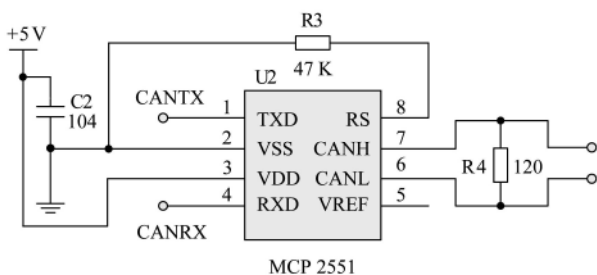 R3
+5 V
47 K
U2
C2
104
CANTX
1 TXD RS 8
2 VSS CANH 7
3 VDD CANL 6
4 RXD VREF 5
R4 120
CANRX
MCP 2551